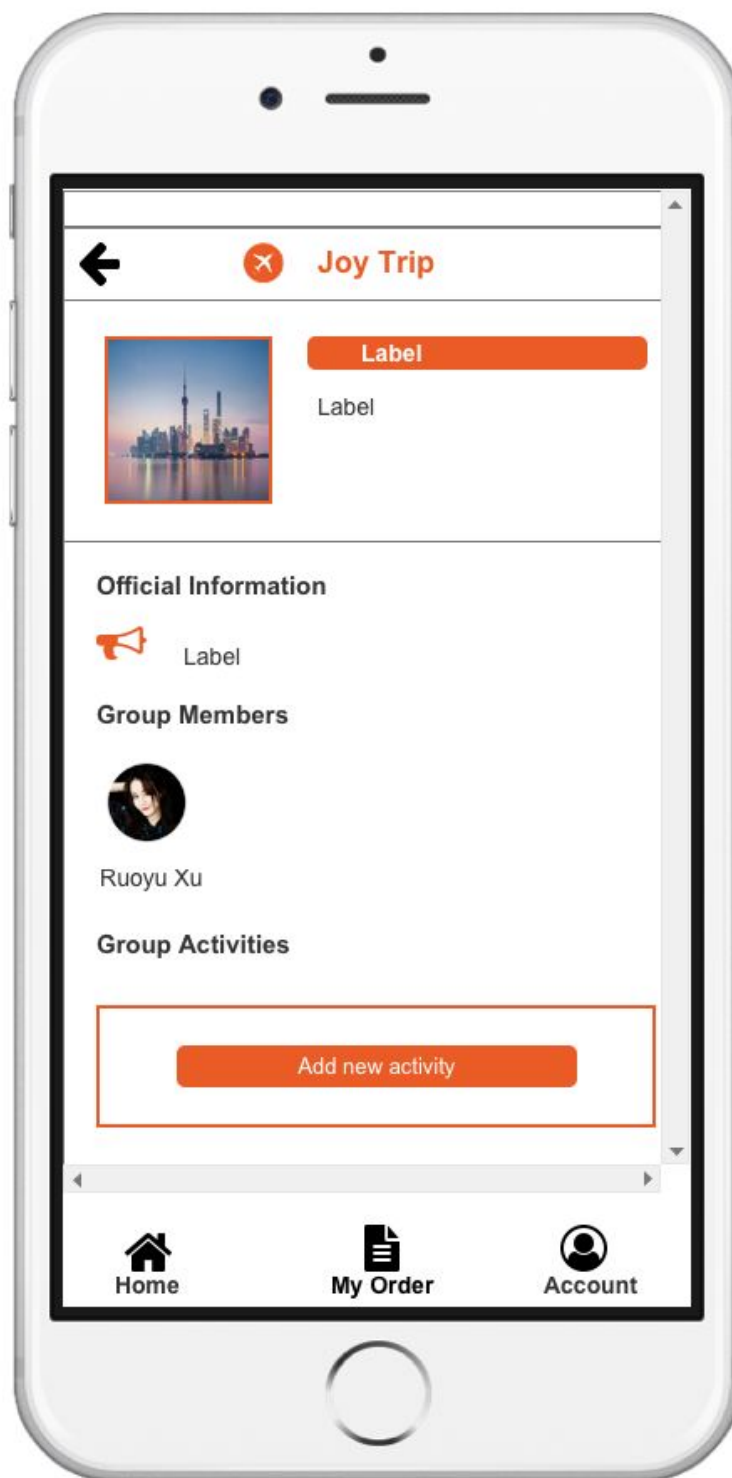 Joy Trip
Label
Label
Official Information
Label
Group Members
Ruoyu Xu
Group Activities
Add new activity
Home
My Order
Account